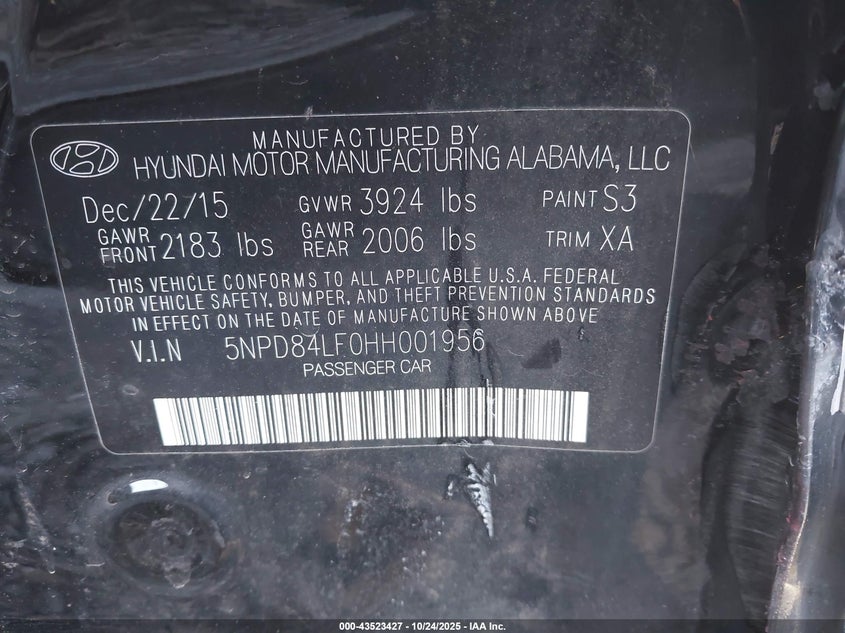 MANUFACTURED BY
HYUNDAI MOTOR MANUFACTURING ALABAMA, LLC
Dec/22/15 GVWR 3924 lbs PAINT S3
GAWR FRONT 2183 lbs GAWR REAR 2006 lbs TRIM XA
THIS VEHICLE CONFORMS TO ALL APPLICABLE U.S.A. FEDERAL
MOTOR VEHICLE SAFETY, BUMPER, AND THEFT PREVENTION STANDARDS
IN EFFECT ON THE DATE OF MANUFACTURE SHOWN ABOVE
V.I.N 5NPD84LF0HH001956
PASSENGER CAR
000-43523427 - 10/24/2025 - IAA Inc.